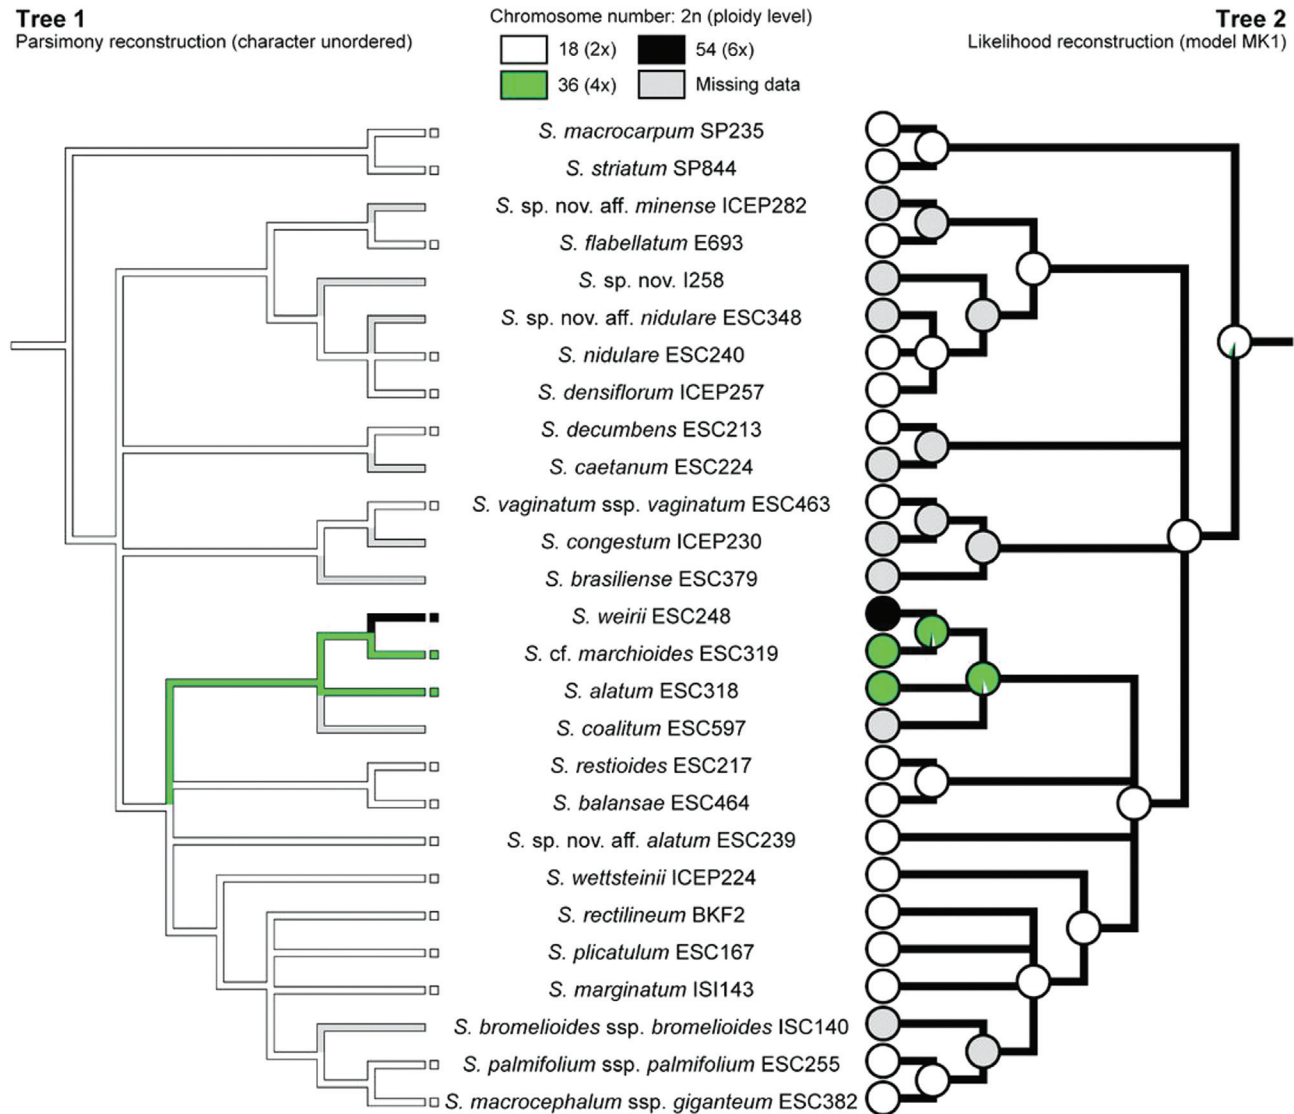 Tree 1
Parsimony reconstruction (character unordered)
Chromosome number: 2n (ploidy level)
18 (2x)
54 (6x)
36 (4x)
Missing data
Tree 2
Likelihood reconstruction (model MK1)
S. macrocarpum SP235
S. striatum SP844
S. sp. nov. aff. minense ICEP282
S. flabellatum E693
S. sp. nov. I258
S. sp. nov. aff. nidulare ESC348
S. nidulare ESC240
S. densiflorum ICEP257
S. decumbens ESC213
S. caetanum ESC224
S. vaginatum ssp. vaginatum ESC463
S. congestum ICEP230
S. brasiliense ESC379
S. weirii ESC248
S. cf. marchioides ESC319
S. alatum ESC318
S. coalitum ESC597
S. restioides ESC217
S. balansae ESC464
S. sp. nov. aff. alatum ESC239
S. wettsteinii ICEP224
S. rectilineum BKF2
S. plicatulum ESC167
S. marginatum ISI143
S. bromelioides ssp. bromelioides ISC140
S. palmifolium ssp. palmifolium ESC255
S. macrocephalum ssp. giganteum ESC382